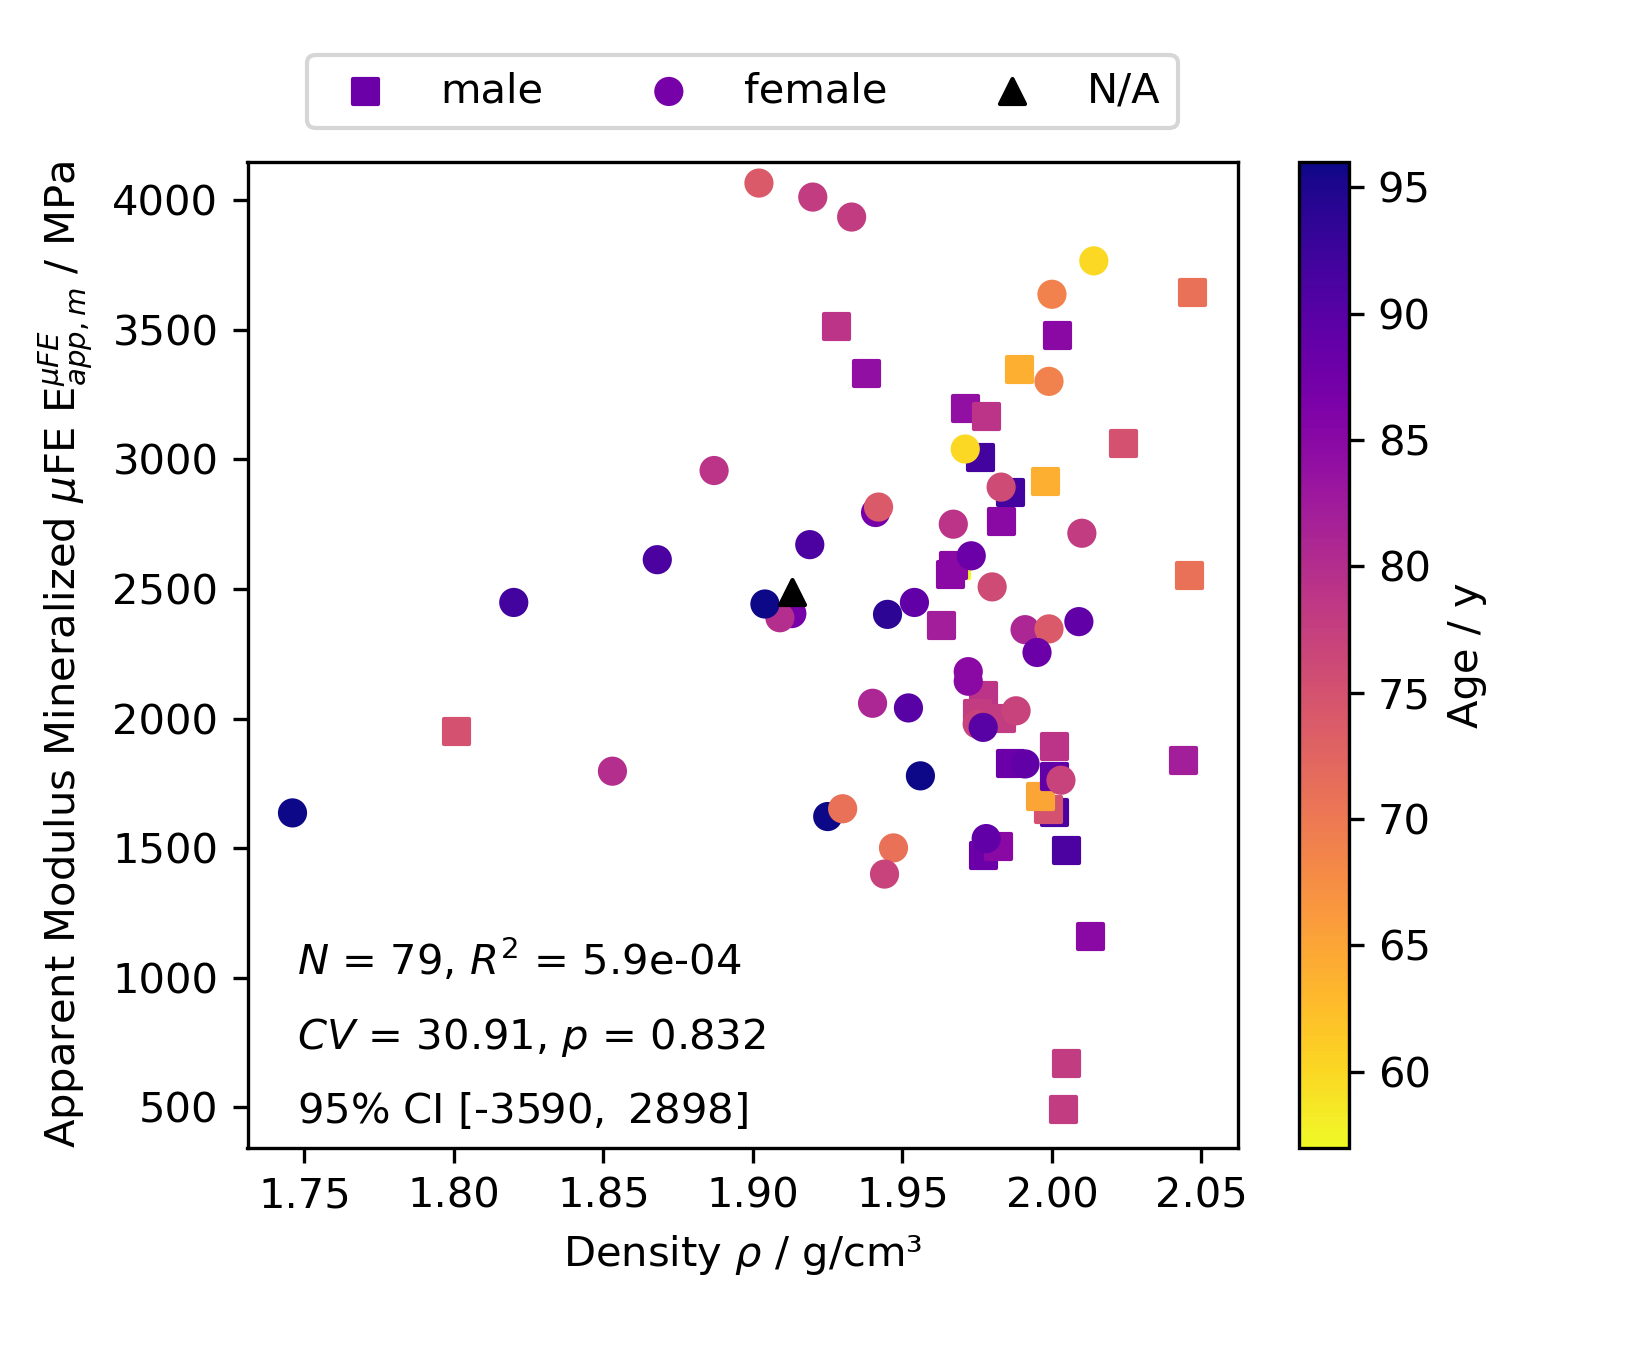 male female N/A
Apparent Modulus Mineralized μFE E^{μFE}_{app, m} / MPa
4000
3500
3000
2500
2000
1500
1000
500
N = 79, R² = 5.9e-04
CV = 30.91, p = 0.832
95% CI [-3590, 2898]
1.75 1.80 1.85 1.90 1.95 2.00 2.05
Density ρ / g/cm³
95
90
85
80
75
70
65
60
Age / y